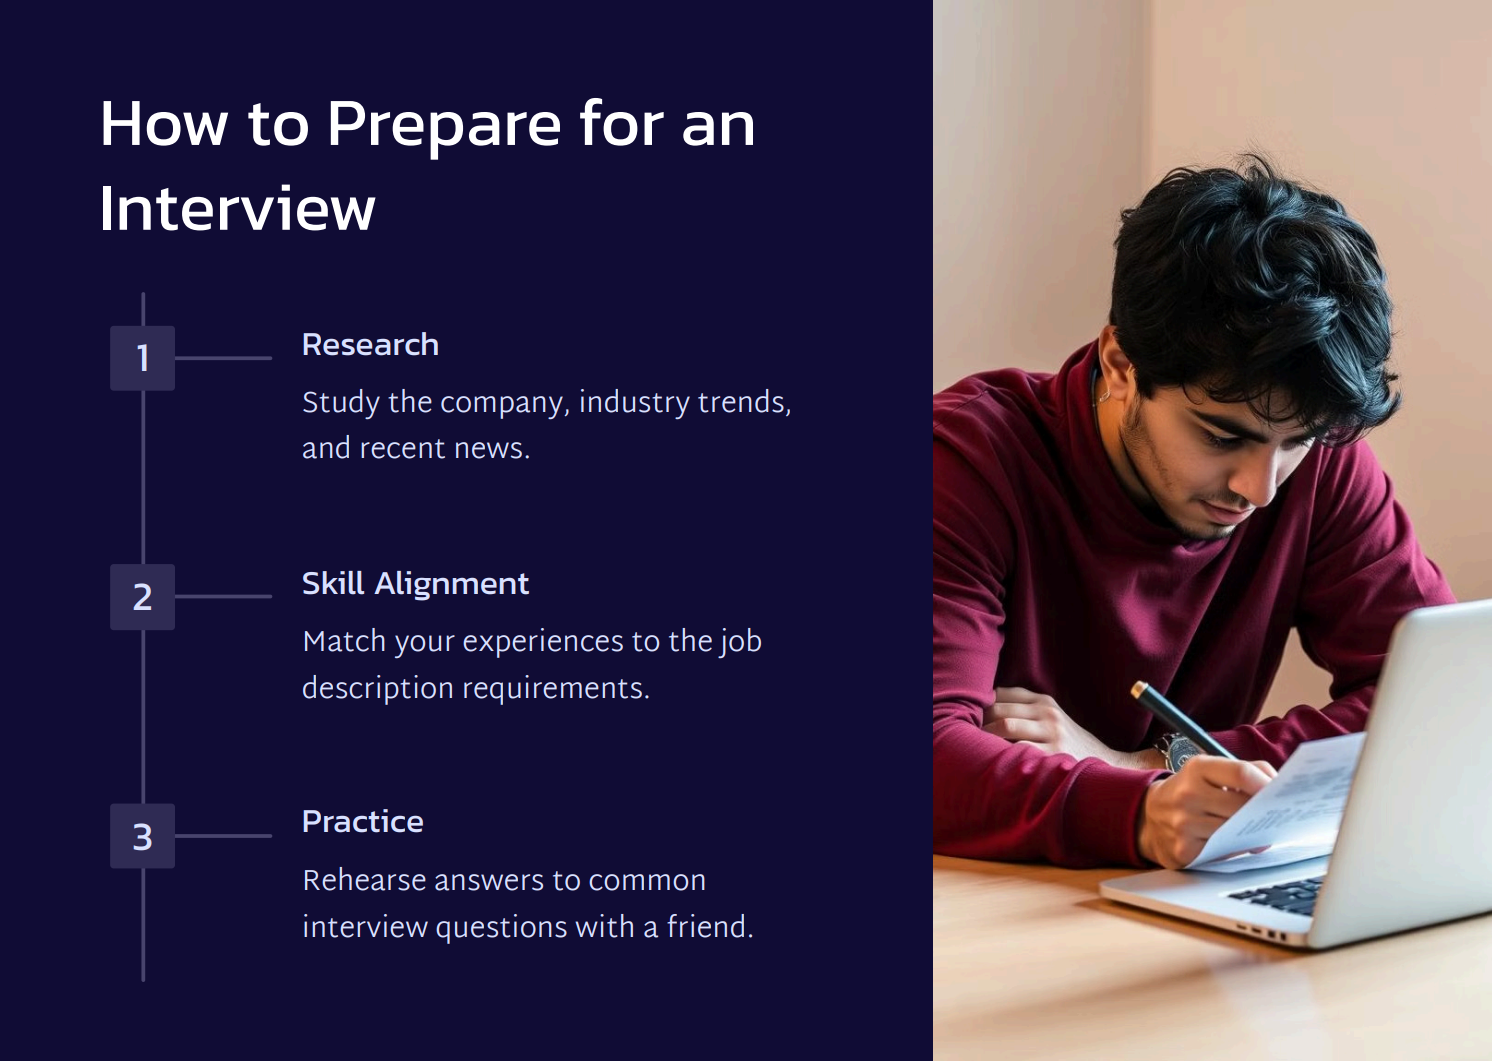 How to Prepare for an
Interview
1
Research
Study the company, industry trends,
and recent news.
2
Skill Alignment
Match your experiences to the job
description requirements.
3
Practice
Rehearse answers to common
interview questions with a friend.